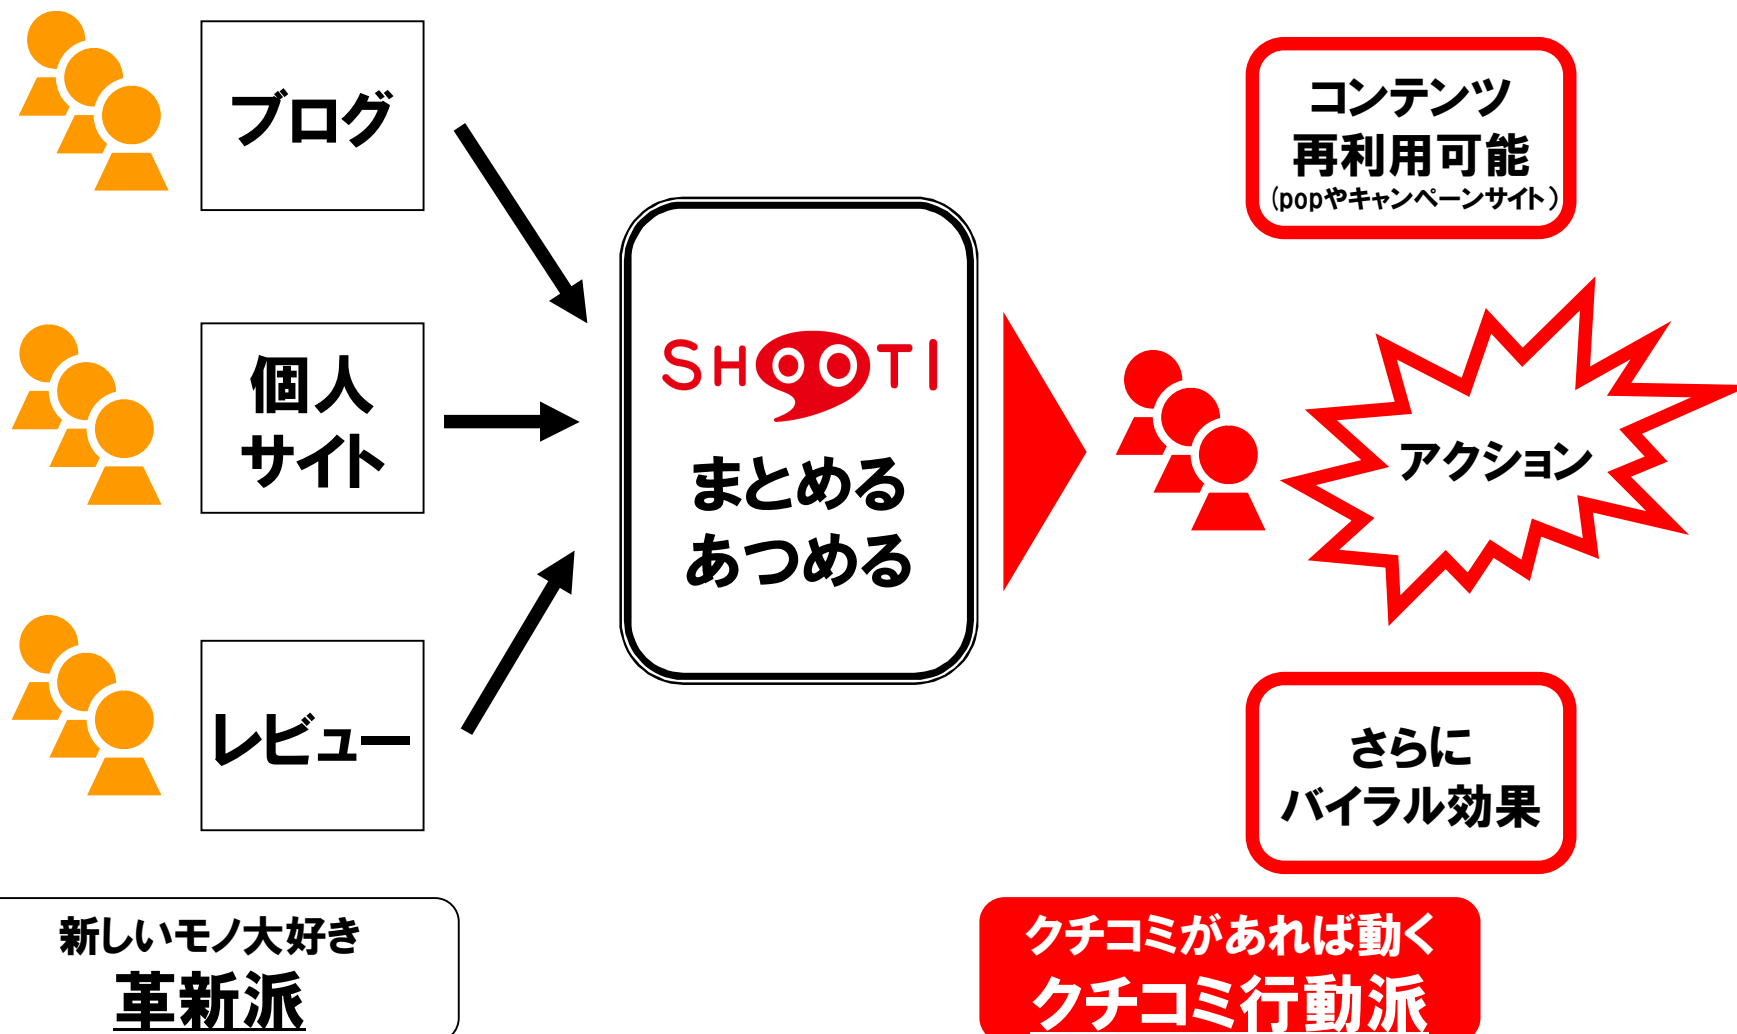 ブログ
個人
サイト
レビュー
新しいモノ大好き
革新派
SHOOTI
まとめる
あつめる
コンテンツ
再利用可能
(popやキャンペーンサイト)
アクション
さらに
バイラル効果
クチコミがあれば動く
クチコミ行動派